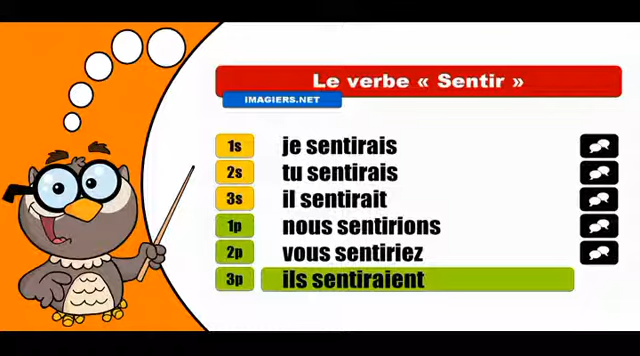 Le verbe « Sentir »
IMAGIERS.NET
1s je sentirais
2s tu sentirais
3s il sentirait
1p nous sentirions
2p vous sentiriez
3p ils sentiraient